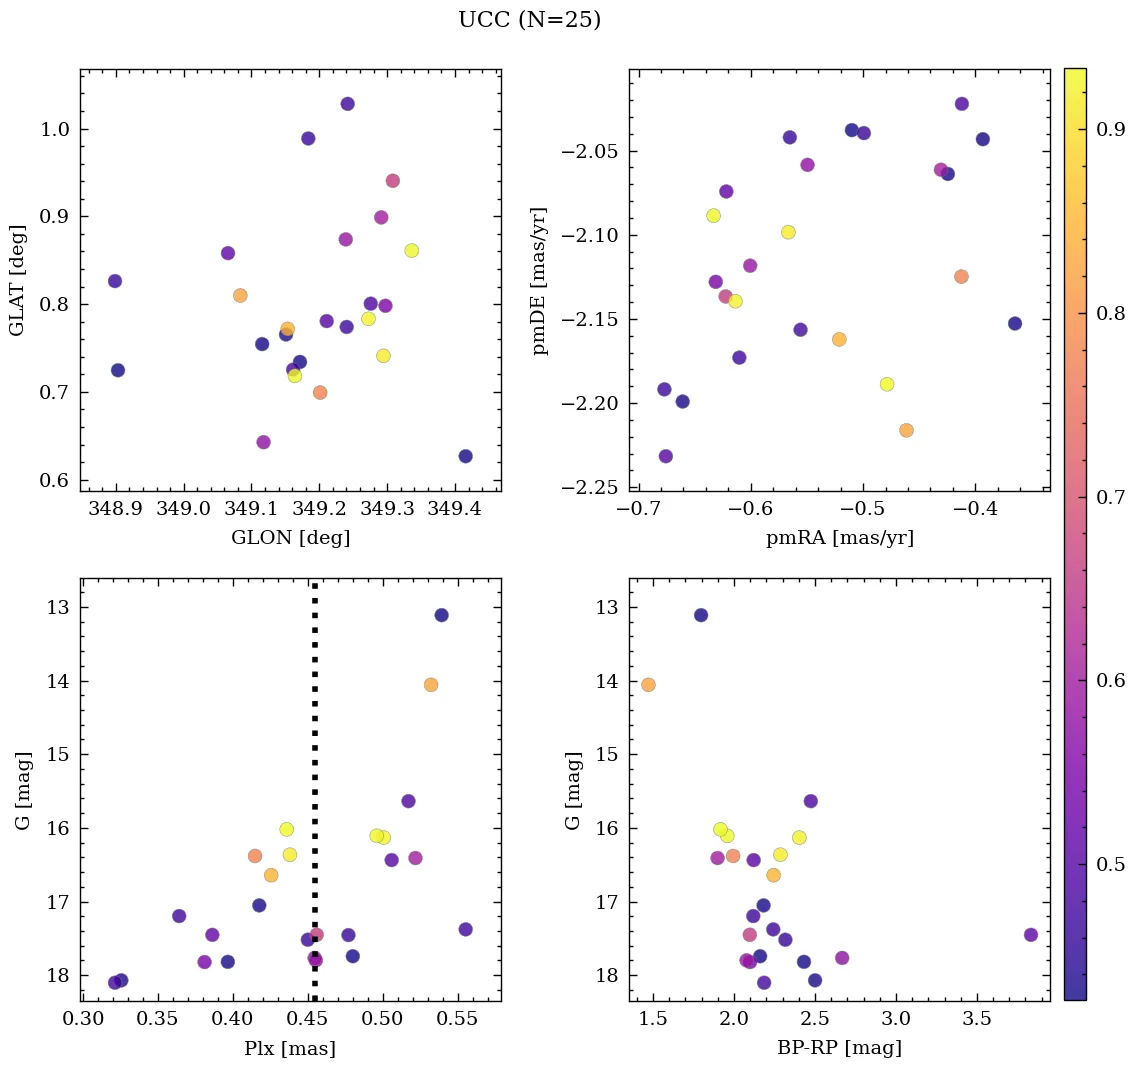 UCC (N=25)
1.0
0.9
0.8
0.7
0.6
GLAT [deg]
348.9 349.0 349.1 349.2 349.3 349.4
GLON [deg]
−2.05
−2.10
−2.15
−2.20
−2.25
pmDE [mas/yr]
−0.7 −0.6 −0.5 −0.4
pmRA [mas/yr]
13
14
15
16
17
18
G [mag]
0.30 0.35 0.40 0.45 0.50 0.55
Plx [mas]
13
14
15
16
17
18
G [mag]
1.5 2.0 2.5 3.0 3.5
BP-RP [mag]
0.9
0.8
0.7
0.6
0.5